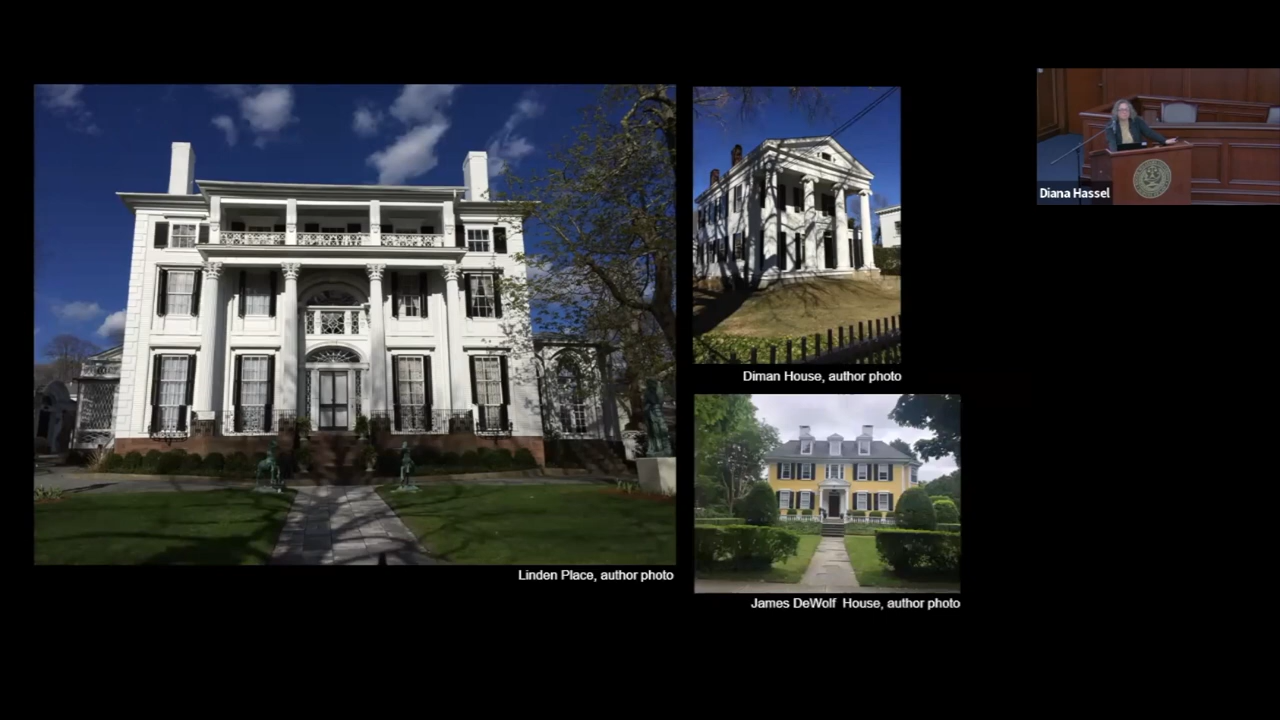 Diana Hassel
Diman House, author photo
Linden Place, author photo
James DeWolf House, author photo